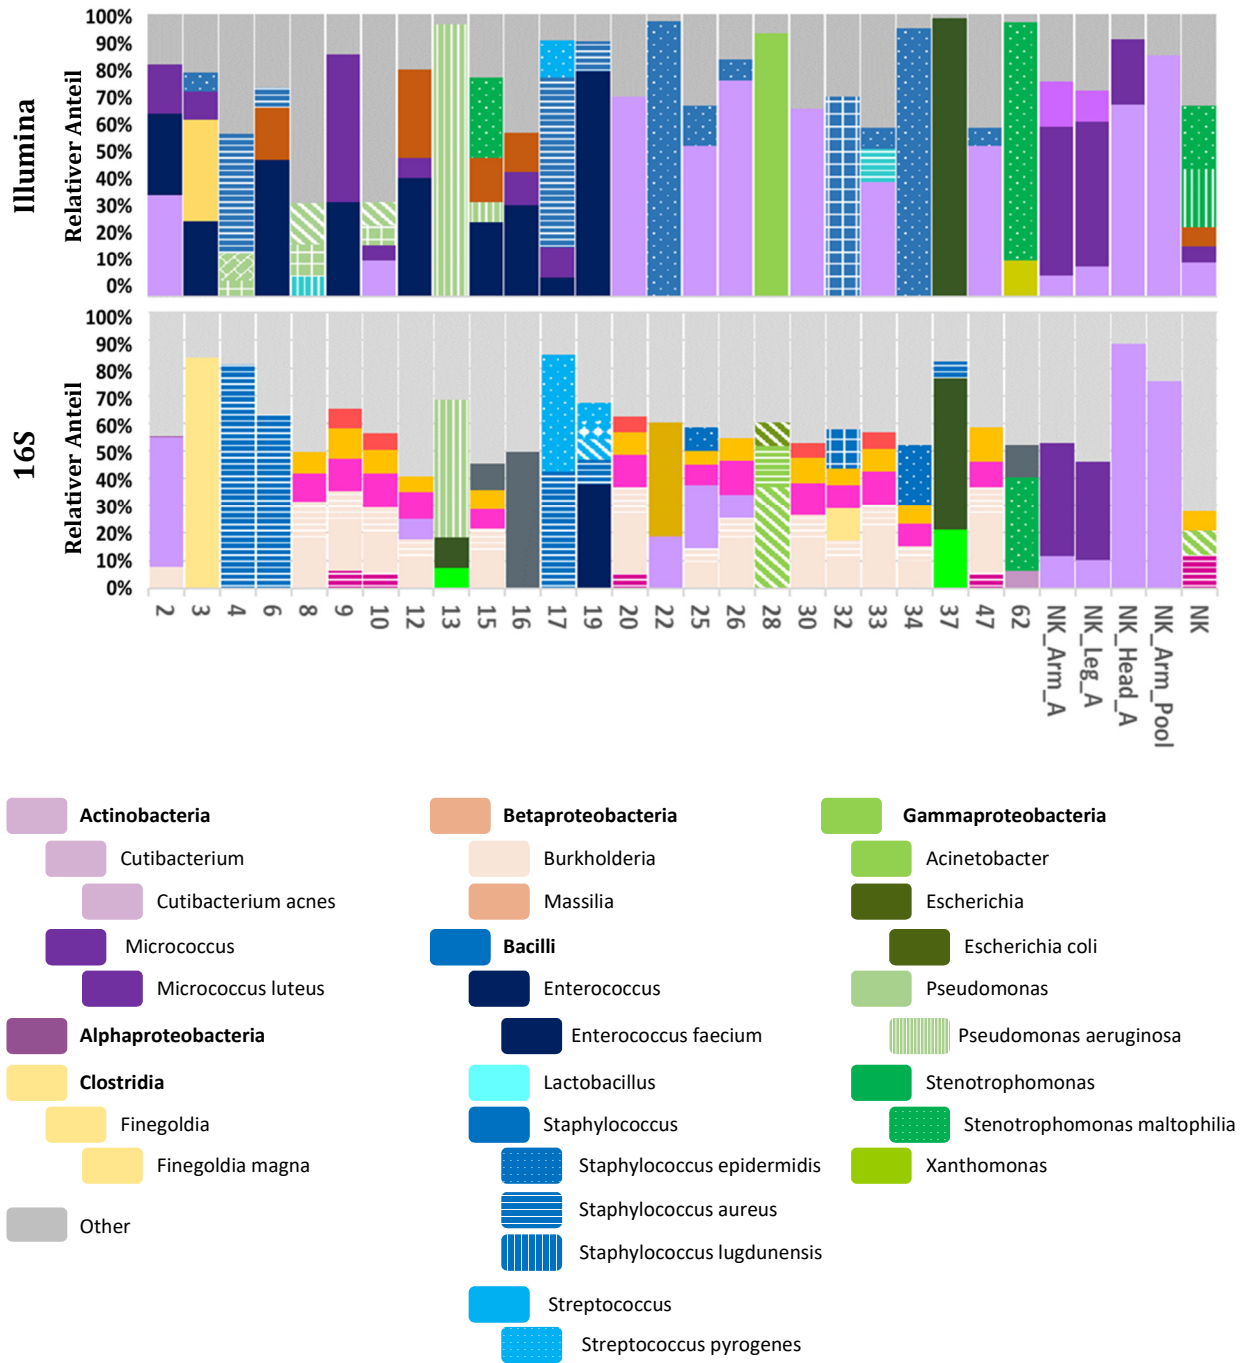 Illumina
Relativer Anteil
100%
90%
80%
70%
60%
50%
40%
30%
20%
10%
0%
16S
Relativer Anteil
100%
90%
80%
70%
60%
50%
40%
30%
20%
10%
0%
2
3
4
6
8
9
10
12
13
15
16
17
19
20
22
25
26
28
30
32
33
34
37
47
62
NK_Arm_A
NK_Leg_A
NK_Head_A
NK_Arm_Pool
NK
Actinobacteria
Cutibacterium
Cutibacterium acnes
Micrococcus
Micrococcus luteus
Alphaproteobacteria
Clostridia
Finegoldia
Finegoldia magna
Other
Betaproteobacteria
Burkholderia
Massilia
Bacilli
Enterococcus
Enterococcus faecium
Lactobacillus
Staphylococcus
Staphylococcus epidermidis
Staphylococcus aureus
Staphylococcus lugdunensis
Streptococcus
Streptococcus pyrogenes
Gammaproteobacteria
Acinetobacter
Escherichia
Escherichia coli
Pseudomonas
Pseudomonas aeruginosa
Stenotrophomonas
Stenotrophomonas maltophilia
Xanthomonas